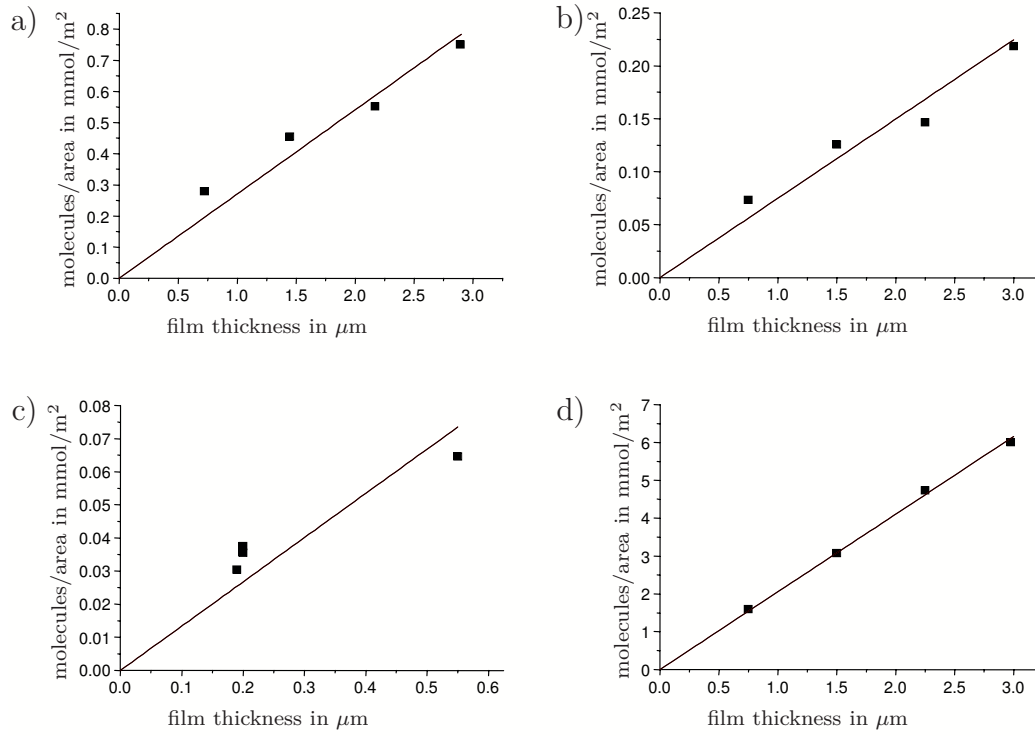 a)
molecules/area in mmol/m²
0.8
0.7
0.6
0.5
0.4
0.3
0.2
0.1
0.0
0.0 0.5 1.0 1.5 2.0 2.5 3.0
film thickness in μm
b)
molecules/area in mmol/m²
0.25
0.20
0.15
0.10
0.05
0.00
0.0 0.5 1.0 1.5 2.0 2.5 3.0
film thickness in μm
c)
molecules/area in mmol/m²
0.08
0.07
0.06
0.05
0.04
0.03
0.02
0.01
0.00
0.0 0.1 0.2 0.3 0.4 0.5 0.6
film thickness in μm
d)
molecules/area in mmol/m²
7
6
5
4
3
2
1
0
0.0 0.5 1.0 1.5 2.0 2.5 3.0
film thickness in μm